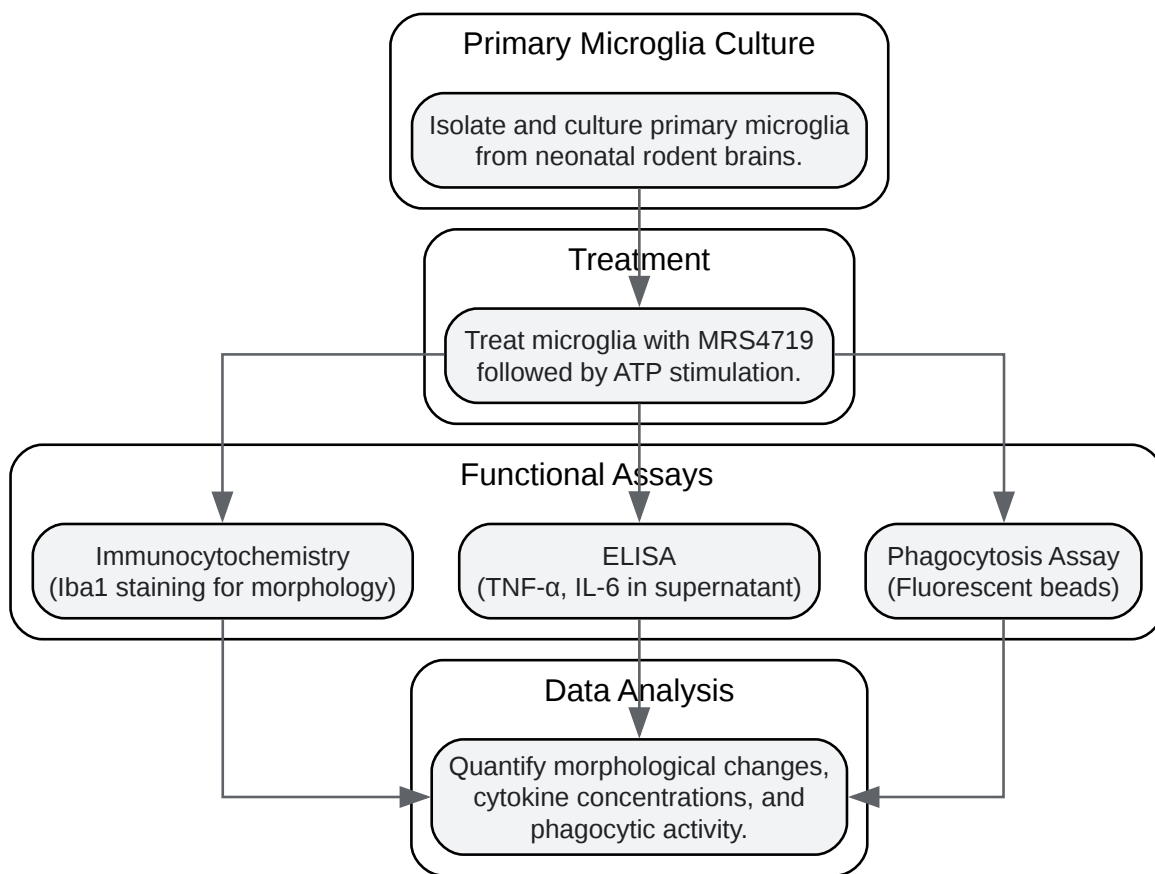 Primary Microglia Culture
Isolate and culture primary microglia
from neonatal rodent brains.
Treatment
Treat microglia with MRS4719
followed by ATP stimulation.
Functional Assays
Immunocytochemistry
(Iba1 staining for morphology)
ELISA
(TNF-α, IL-6 in supernatant)
Phagocytosis Assay
(Fluorescent beads)
Data Analysis
Quantify morphological changes,
cytokine concentrations, and
phagocytic activity.